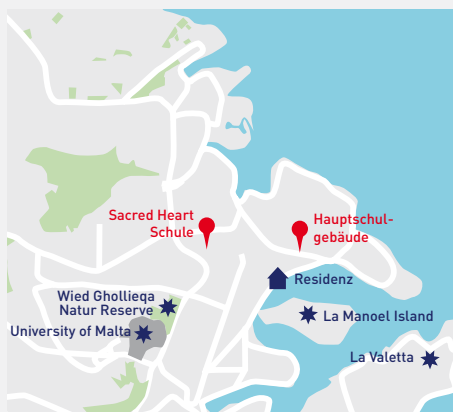 Sacred Heart
Schule
Hauptschul-
gebäude
Residenz
Wied Ghollieqa
Natur Reserve
La Manoel Island
University of Malta
La Valetta